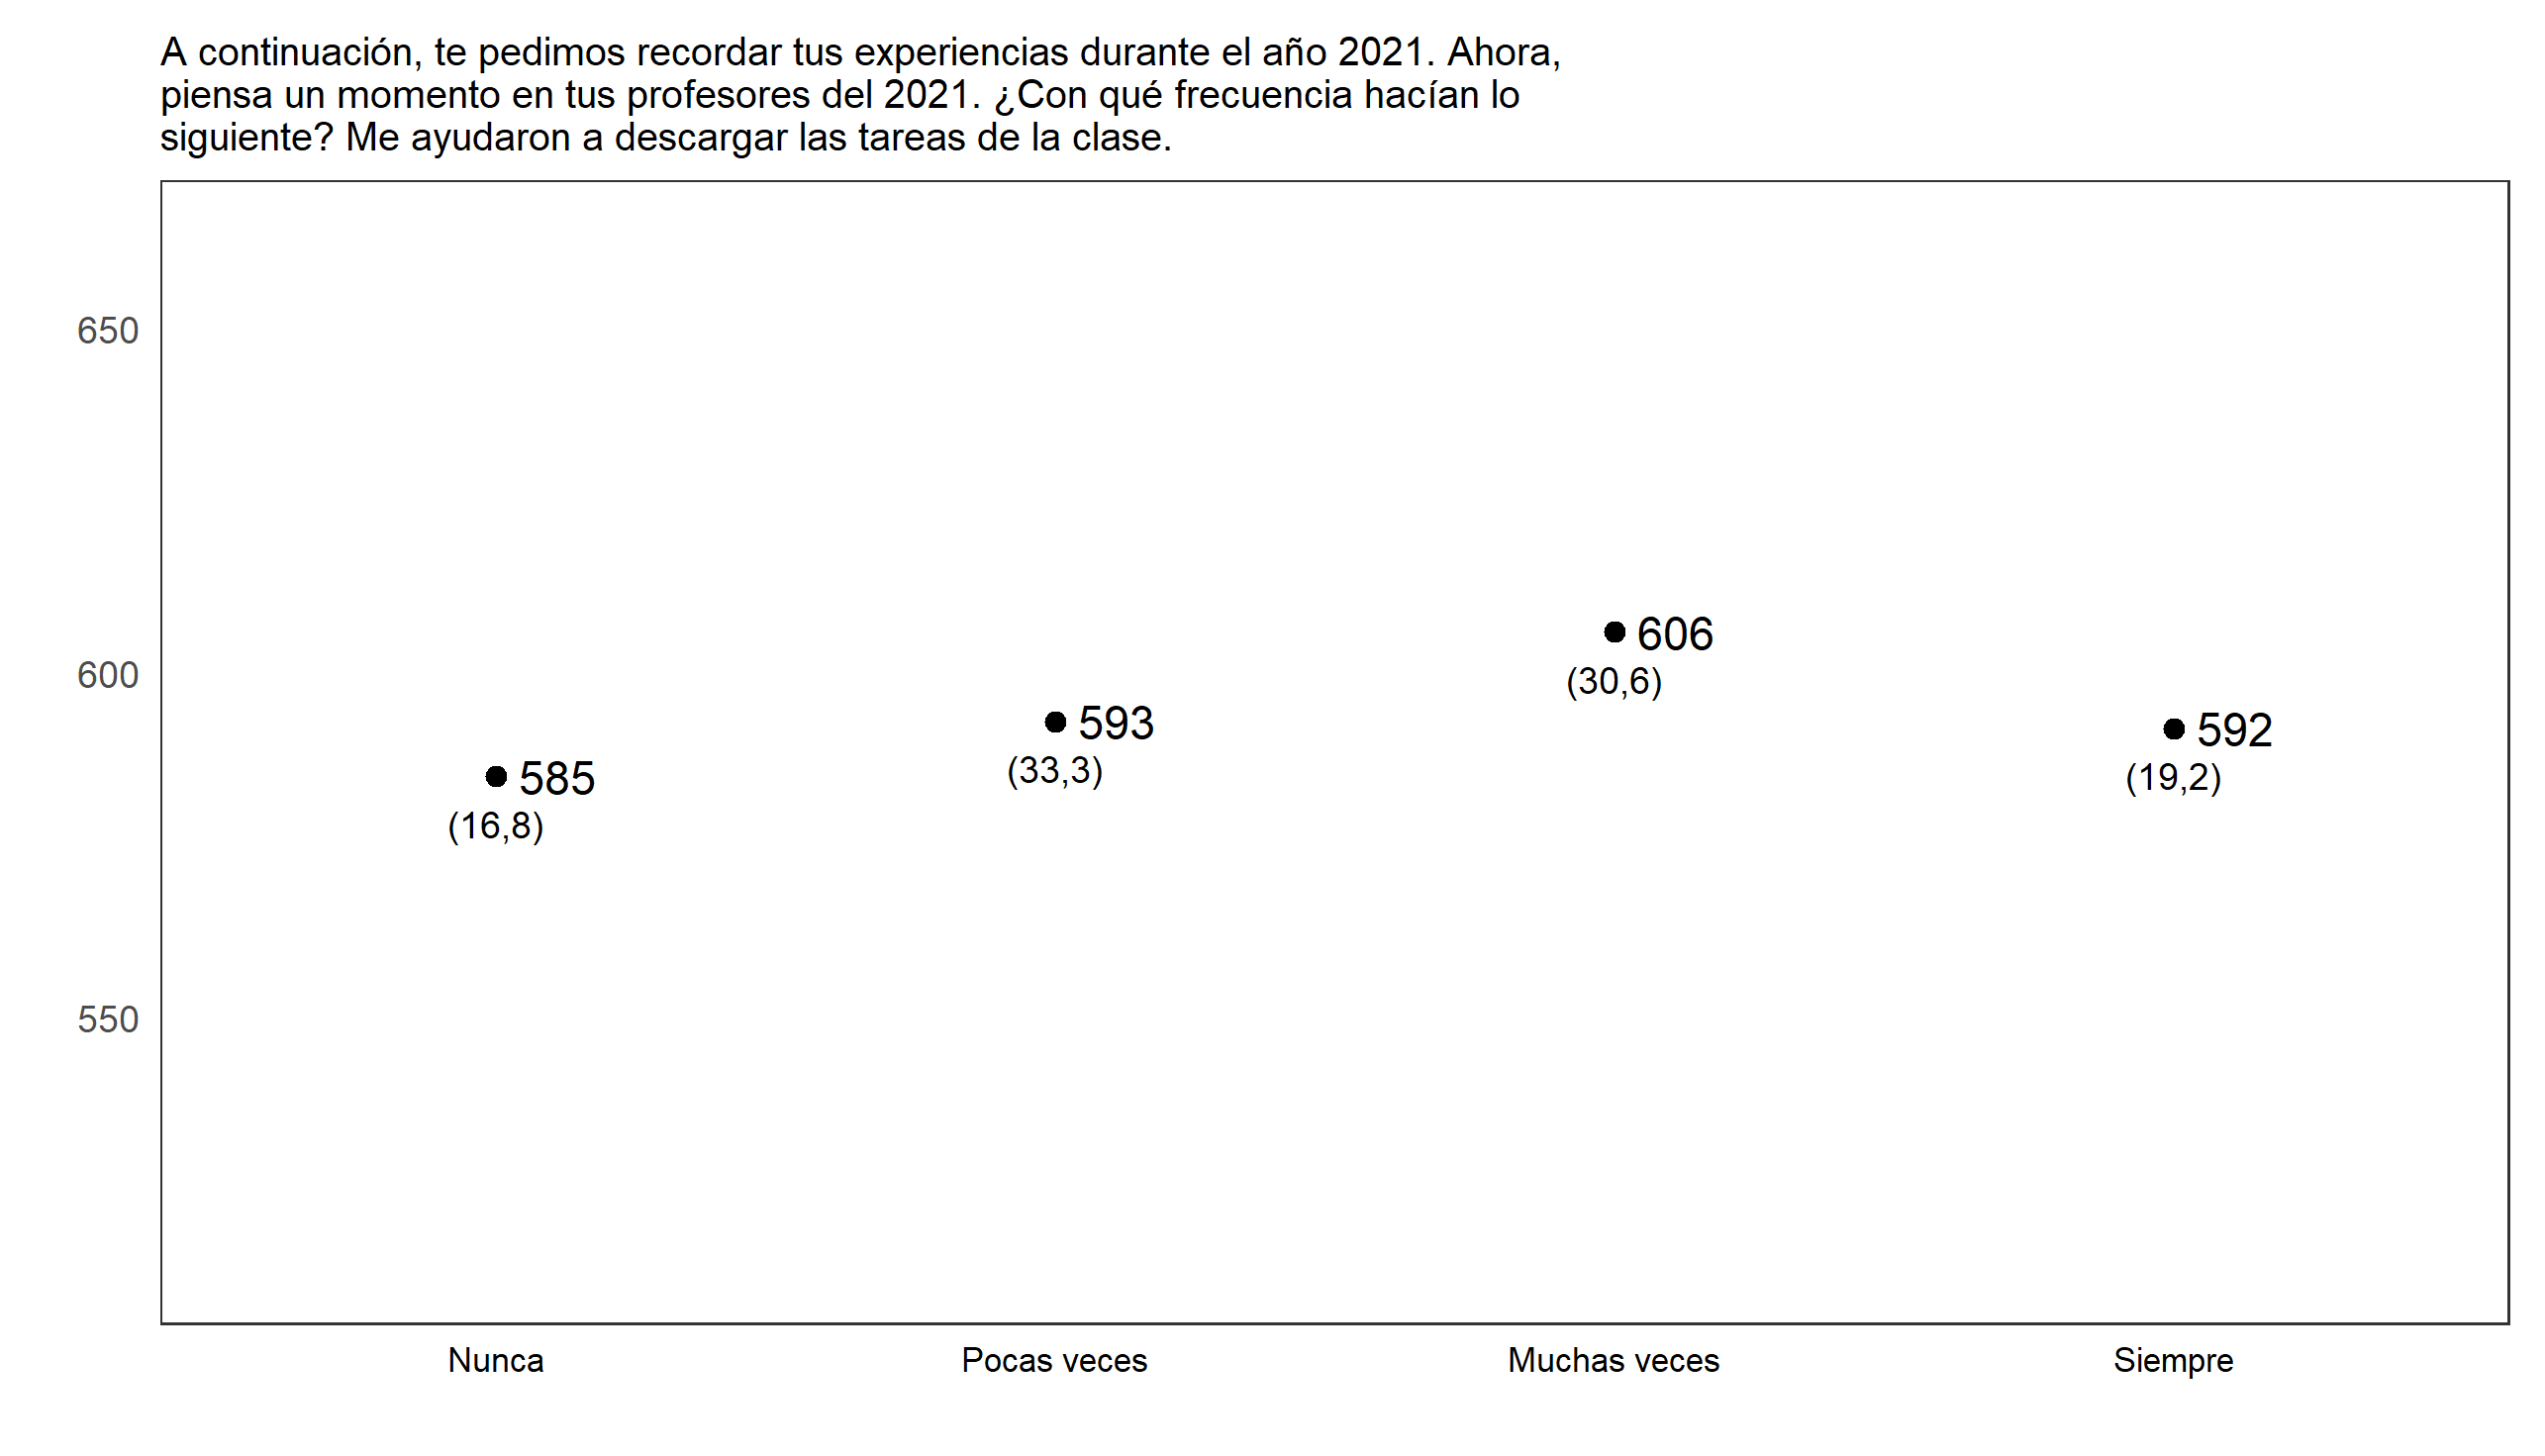 A continuación, te pedimos recordar tus experiencias durante el año 2021. Ahora,
piensa un momento en tus profesores del 2021. ¿Con qué frecuencia hacían lo
siguiente? Me ayudaron a descargar las tareas de la clase.
650
600
550
606
(30,6)
593
(33,3)
592
(19,2)
585
(16,8)
Nunca
Pocas veces
Muchas veces
Siempre